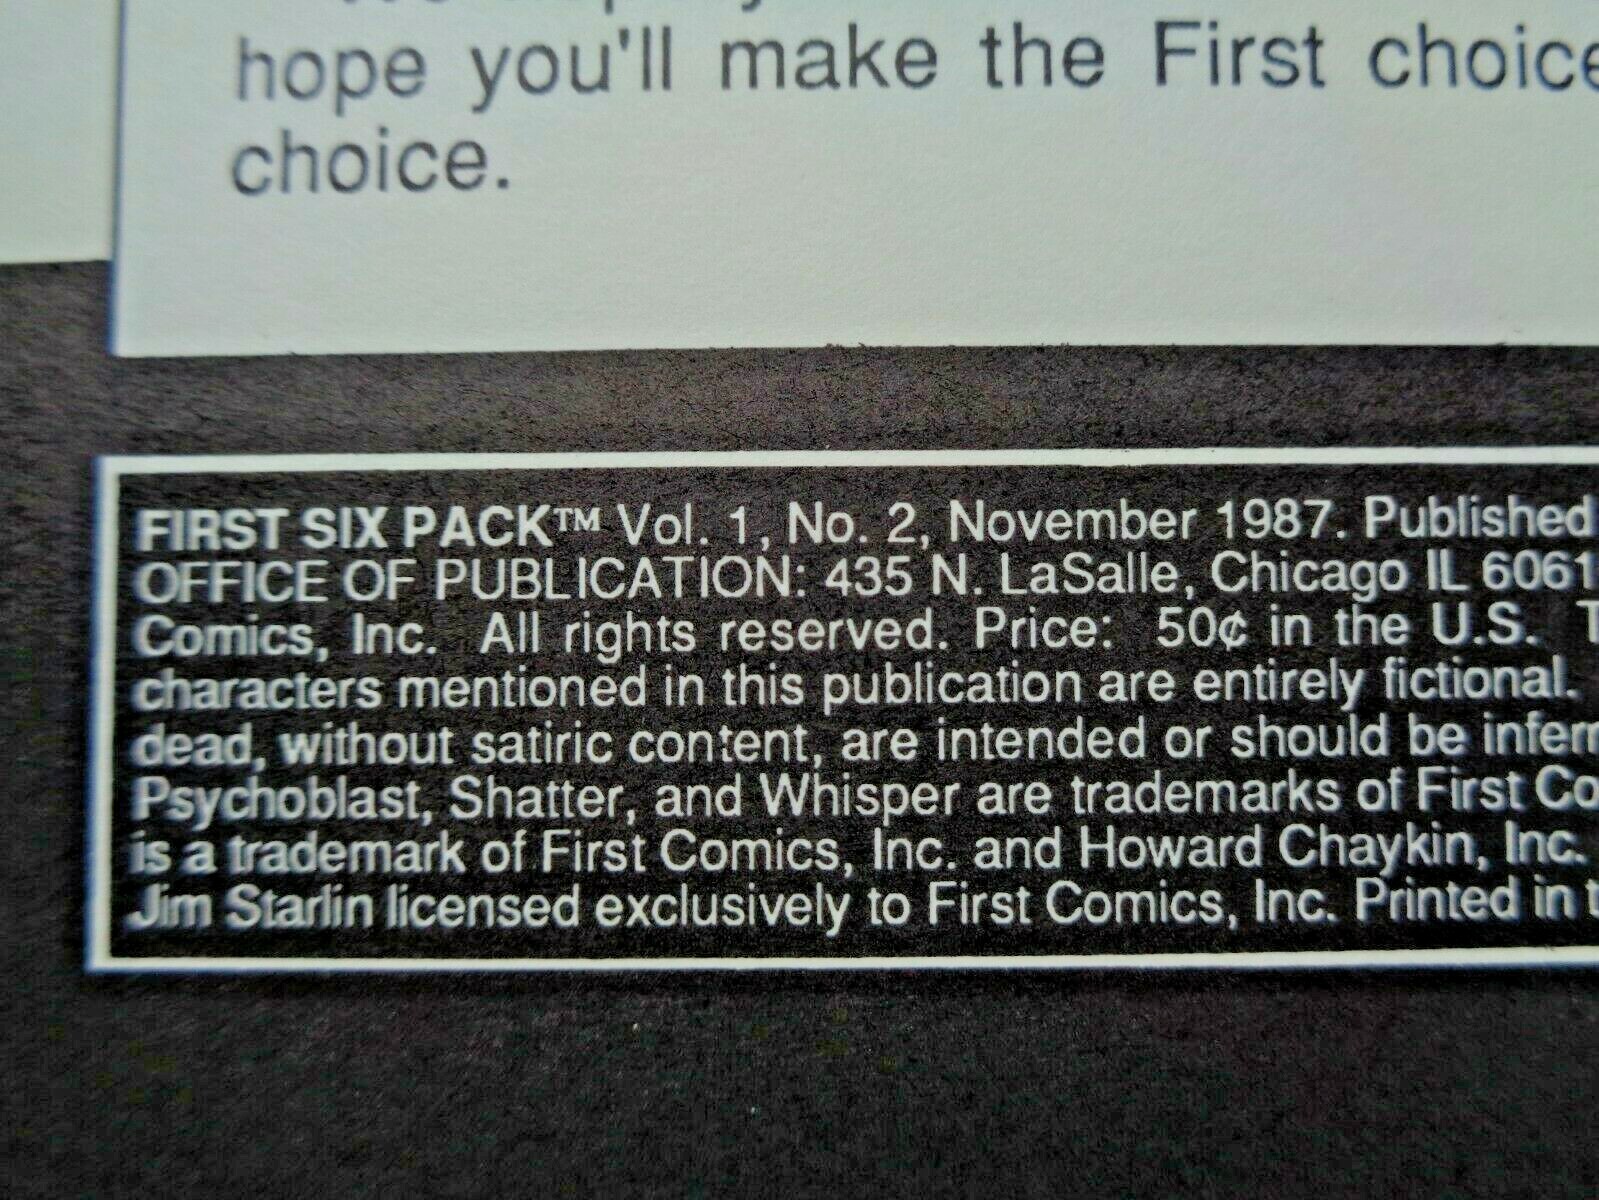 hope you'll make the First choice
choice.
FIRST SIX PACK™ Vol. 1, No. 2, November 1987. Published
OFFICE OF PUBLICATION: 435 N. LaSalle, Chicago IL 6061
Comics, Inc. All rights reserved. Price: 50¢ in the U.S. T
characters mentioned in this publication are entirely fictional.
dead, without satiric content, are intended or should be inferr
Psychoblast, Shatter, and Whisper are trademarks of First Co
is a trademark of First Comics, Inc. and Howard Chaykin, Inc.
Jim Starlin licensed exclusively to First Comics, Inc. Printed in t